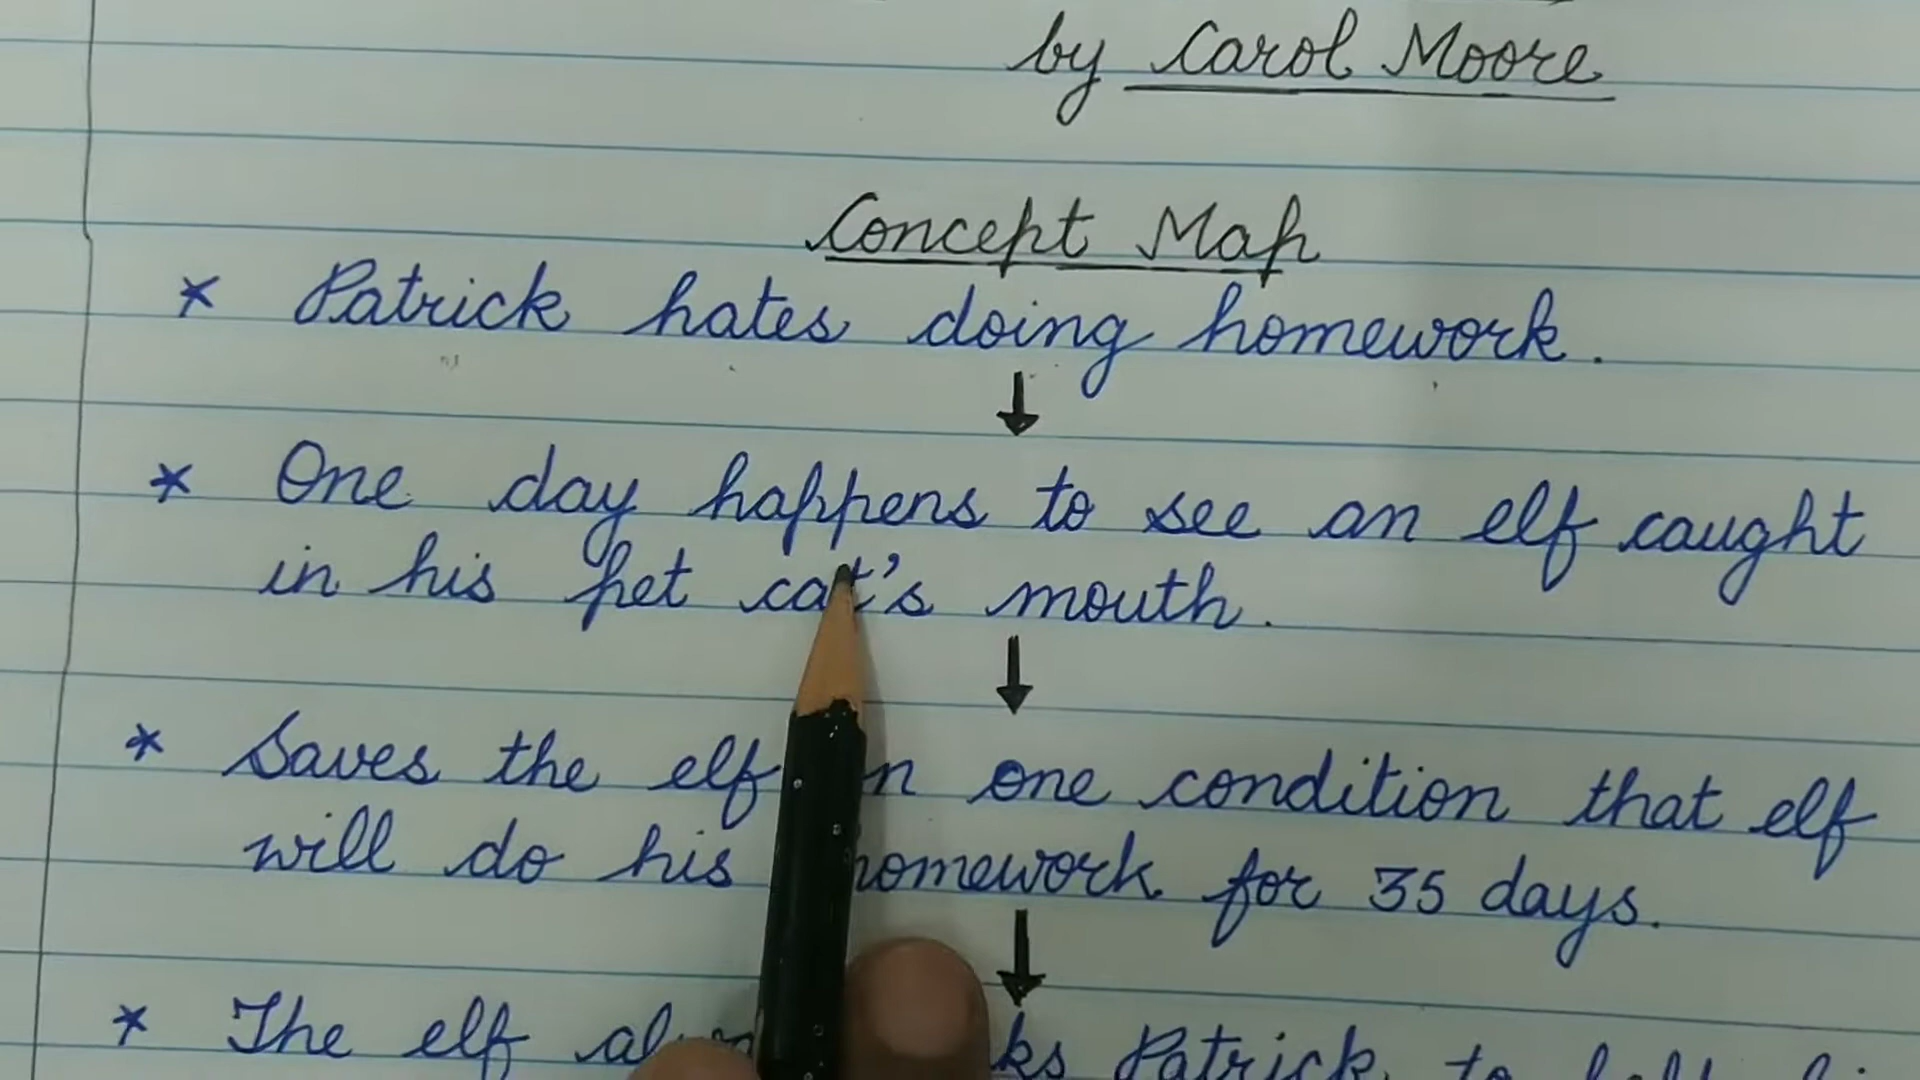 by Carol Moore
Concept Map
* Patrick hates doing homework.
↓
* One day happens to see an elf caught
in his pet cat's mouth.
↓
* Saves the elf one condition that elf
will do his homework for 35 days.
↓
* The elf Patrick to